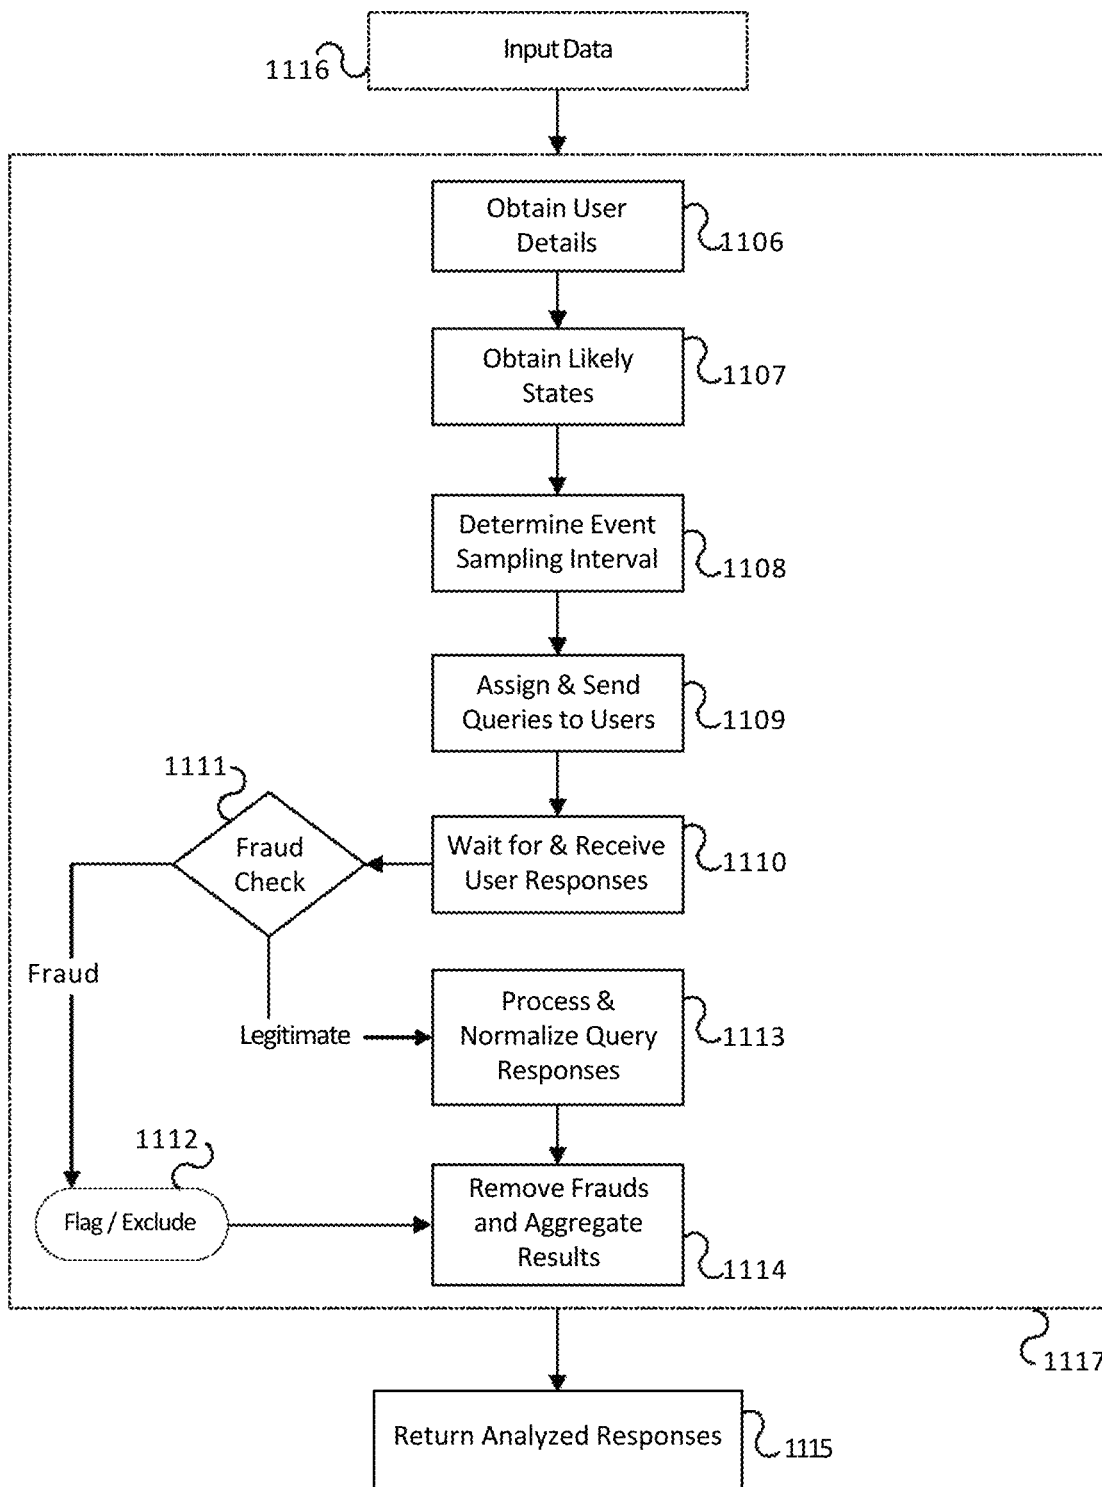 Input Data
1116
Obtain User
Details
1106
Obtain Likely
States
1107
Determine Event
Sampling Interval
1108
Assign & Send
Queries to Users
1109
1111
Fraud
Check
Wait for & Receive
User Responses
1110
Fraud
Legitimate
Process &
Normalize Query
Responses
1113
1112
Flag / Exclude
Remove Frauds
and Aggregate
Results
1114
1117
Return Analyzed Responses
1115